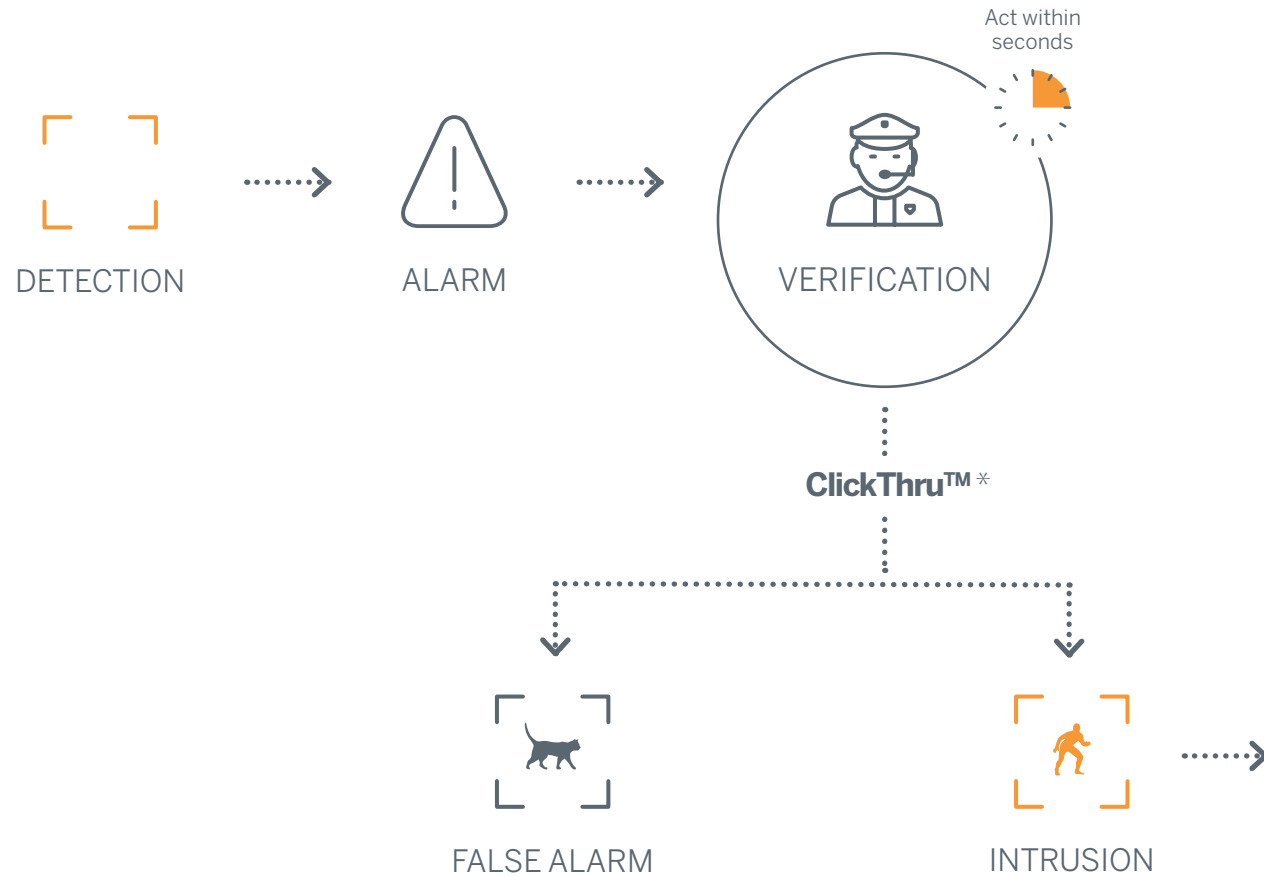 Act within
seconds
DETECTION
ALARM
VERIFICATION
ClickThru™ *
FALSE ALARM
INTRUSION